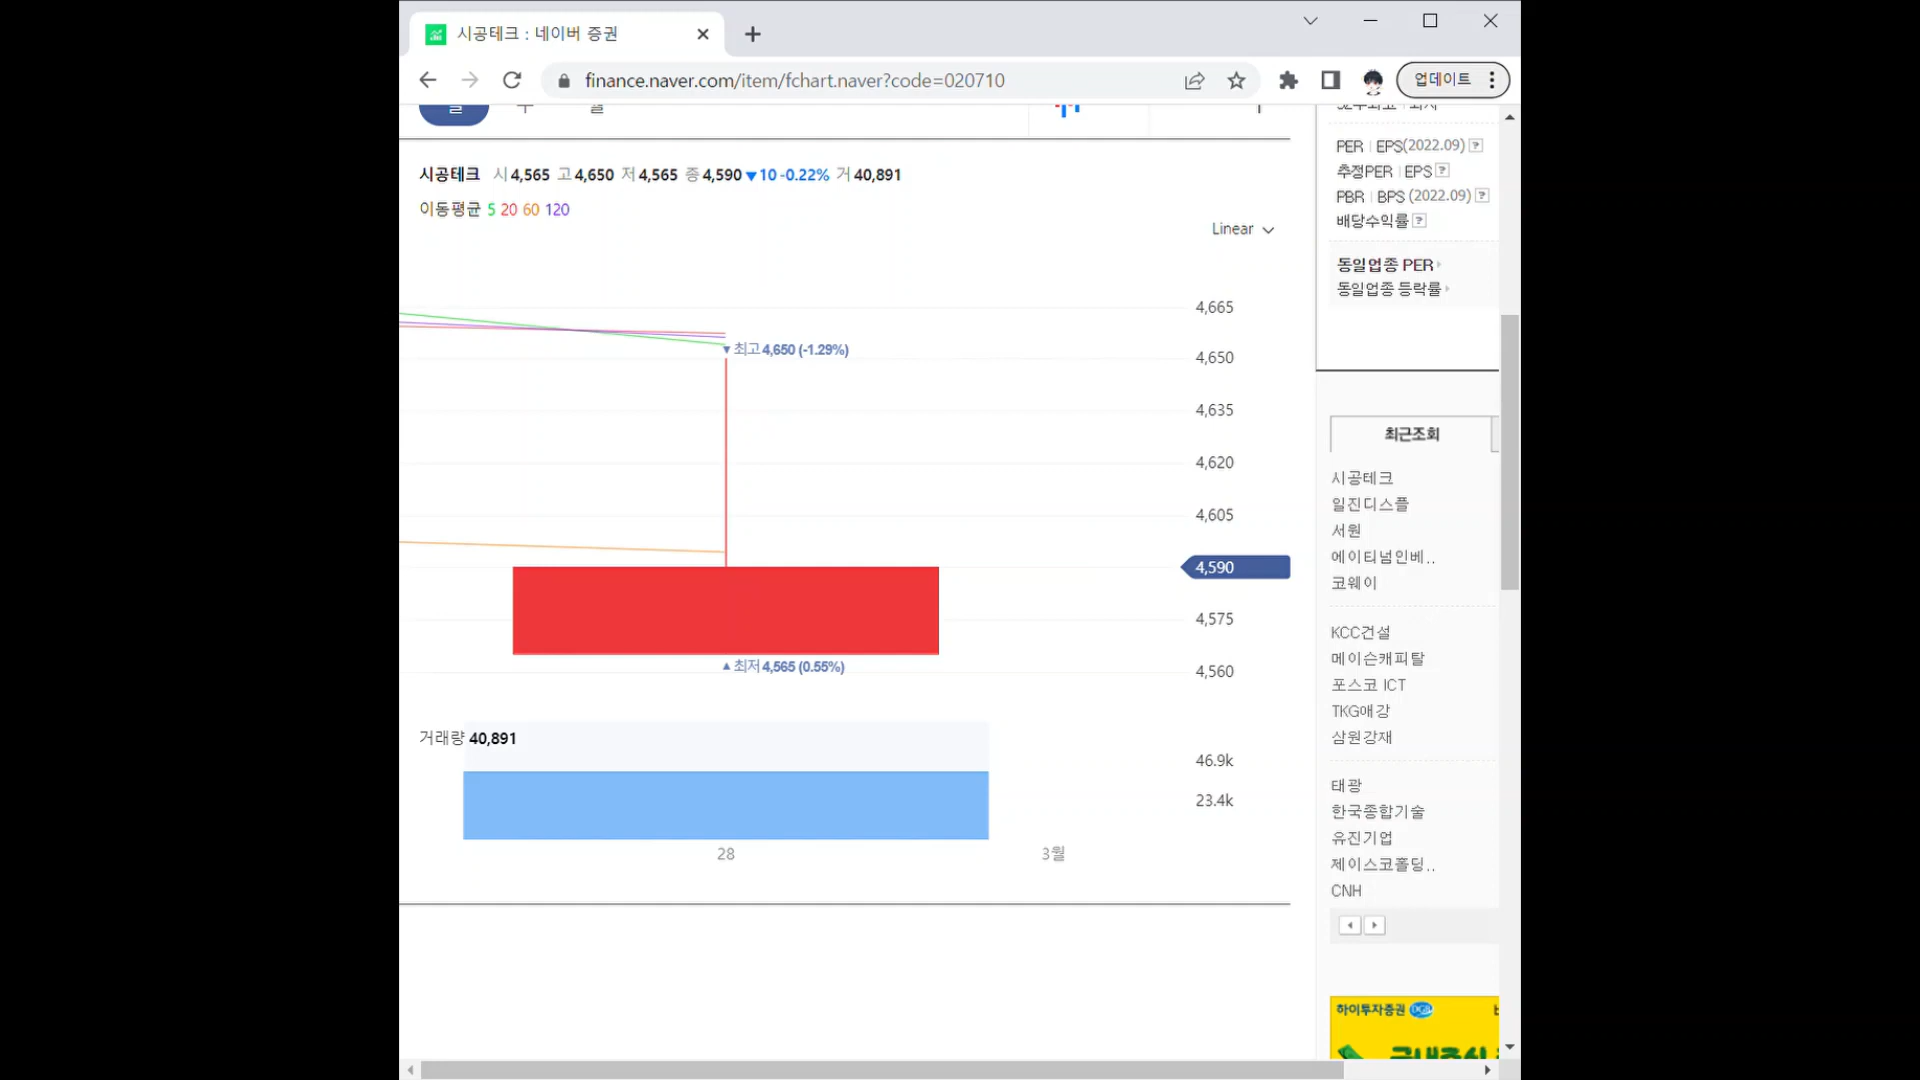 시공테크 : 네이버 증권
finance.naver.com/item/fchart.naver?code=020710
업데이트
시공테크 시 4,565 고 4,650 저 4,565 종 4,590 ▼10 -0.22% 거 40,891
이동평균 5 20 60 120
Linear
4,665
▼ 최고 4,650 (-1.29%)
4,650
4,635
4,620
4,605
4,590
4,575
▲ 최저 4,565 (0.55%)
4,560
거래량 40,891
46.9k
23.4k
28
3월
PER EPS(2022.09) ?
추정PER EPS ?
PBR BPS (2022.09) ?
배당수익률 ?
동일업종 PER
동일업종 등락률
최근조회
시공테크
일진디스플
서원
에이티넘인베..
코웨이
KCC건설
메이슨캐피탈
포스코 ICT
TKG애강
삼원강재
태광
한국종합기술
유진기업
제이스코홀딩..
CNH
하이투자증권 DGB